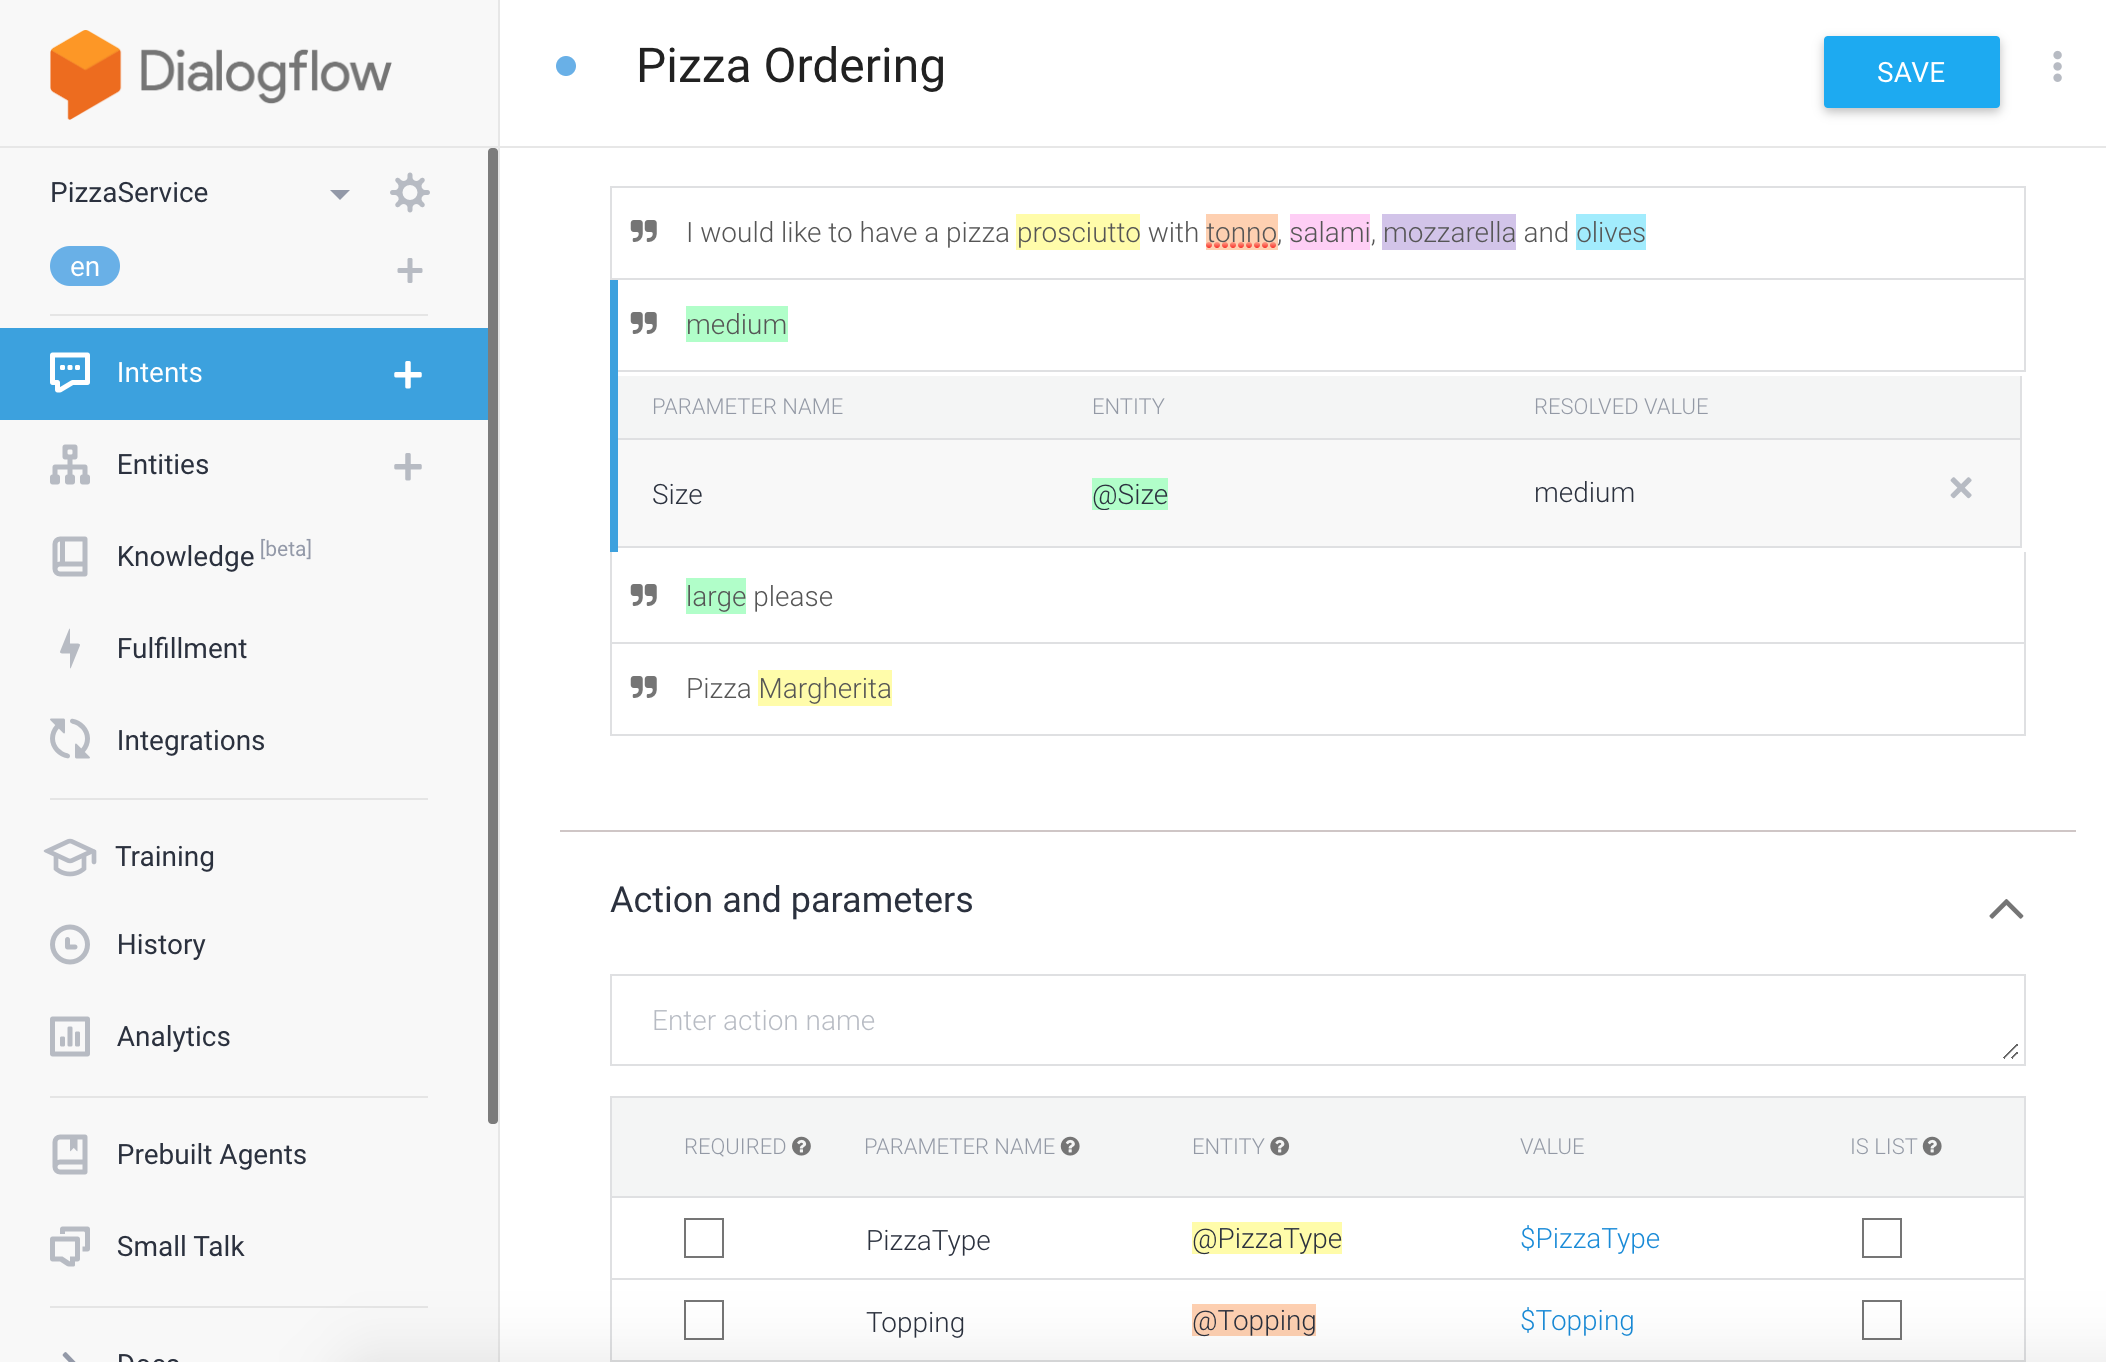 Dialogflow
PizzaService
en
Intents
Entities
Knowledge [beta]
Fulfillment
Integrations
Training
History
Analytics
Prebuilt Agents
Small Talk
Docs
Pizza Ordering
SAVE
I would like to have a pizza prosciutto with tonno, salami, mozzarella and olives
medium
PARAMETER NAME ENTITY RESOLVED VALUE
Size @Size medium
large please
Pizza Margherita
Action and parameters
Enter action name
REQUIRED PARAMETER NAME ENTITY VALUE IS LIST
PizzaType @PizzaType $PizzaType
Topping @Topping $Topping